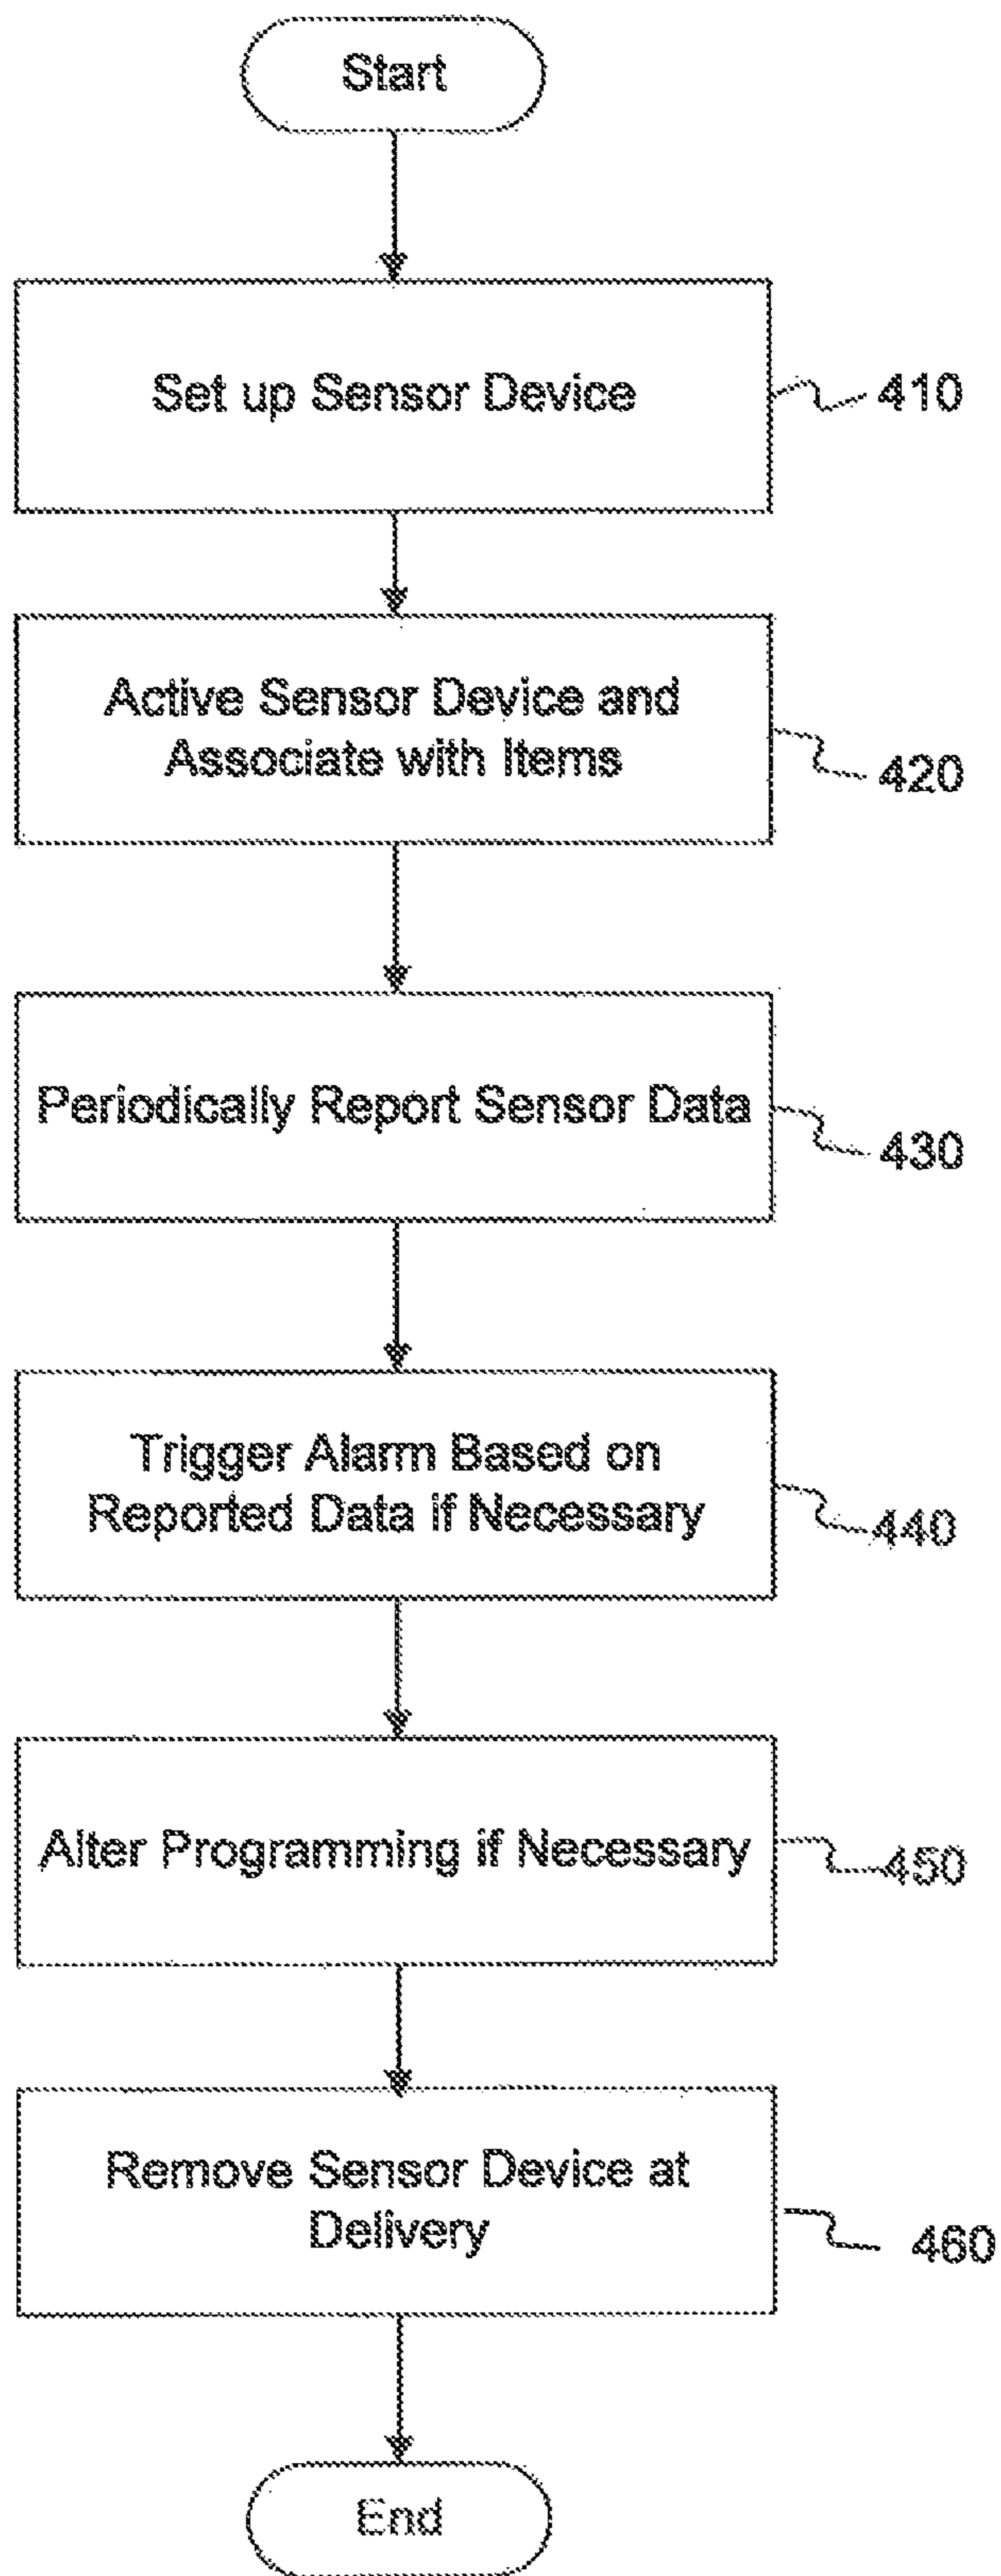 Start
Set up Sensor Device
410
Active Sensor Device and
Associate with Items
420
Periodically Report Sensor Data
430
Trigger Alarm Based on
Reported Data if Necessary
440
Alter Programming if Necessary
450
Remove Sensor Device at
Delivery
460
End